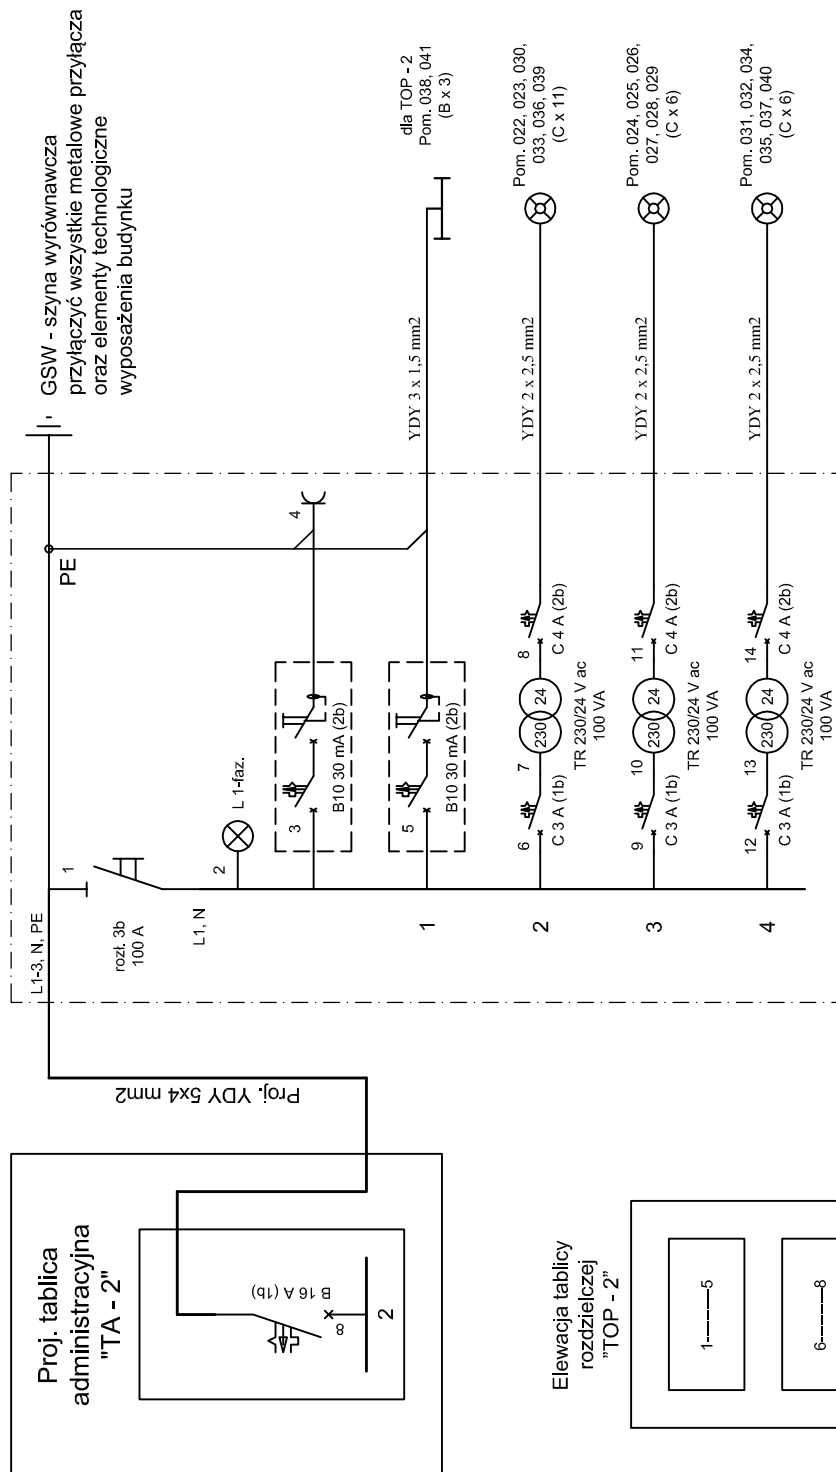 GSW - szyna wyrównawcza
przyłączyć wszystkie metalowe przyłącza
oraz elementy technologiczne
wyposażenia budynku
PE
L1-3, N, PE
1
rozł. 3b
100 A
L1, N
2
L 1-faz.
3
B10 30 mA (2b)
4
1
5
B10 30 mA (2b)
YDY 3 x 1,5 mm2
dla TOP - 2
Pom. 038, 041
(B x 3)
2
6
C 3 A (1b)
7
230
24
TR 230/24 V ac
100 VA
8
C 4 A (2b)
YDY 2 x 2,5 mm2
Pom. 022, 023, 030,
033, 036, 039
(C x 11)
3
9
C 3 A (1b)
10
230
24
TR 230/24 V ac
100 VA
11
C 4 A (2b)
YDY 2 x 2,5 mm2
Pom. 024, 025, 026,
027, 028, 029
(C x 6)
4
12
C 3 A (1b)
13
230
24
TR 230/24 V ac
100 VA
14
C 4 A (2b)
YDY 2 x 2,5 mm2
Pom. 031, 032, 034,
035, 037, 040
(C x 6)
Proj. YDY 5x4 mm2
Proj. tablica
administracyjna
"TA - 2"
B 16 A (1b)
8
2
Elewacja tablicy
rozdzielczej
"TOP - 2"
1--------5
6--------8